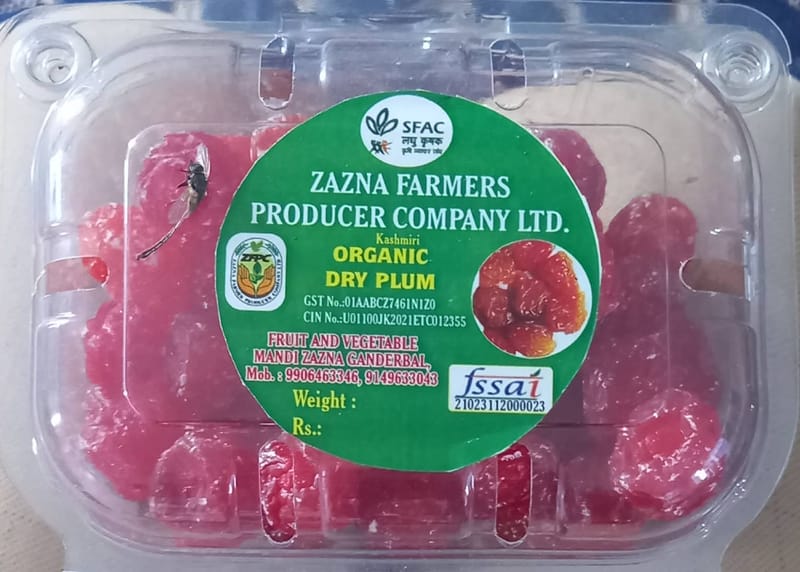 SFAC
लघु कृषक
कृषि व्यापार संघ
ZAZNA FARMERS
PRODUCER COMPANY LTD.
Kashmiri
ORGANIC
DRY PLUM
ZFPC
GST No.:01AABCZ7461N1Z0
CIN No.:U01100JK2021ETC012355
FRUIT AND VEGETABLE
MANDI ZAZNA GANDERBAL,
Mob. : 9906463346, 9149633043
fssai
21023112000023
Weight :
Rs.: